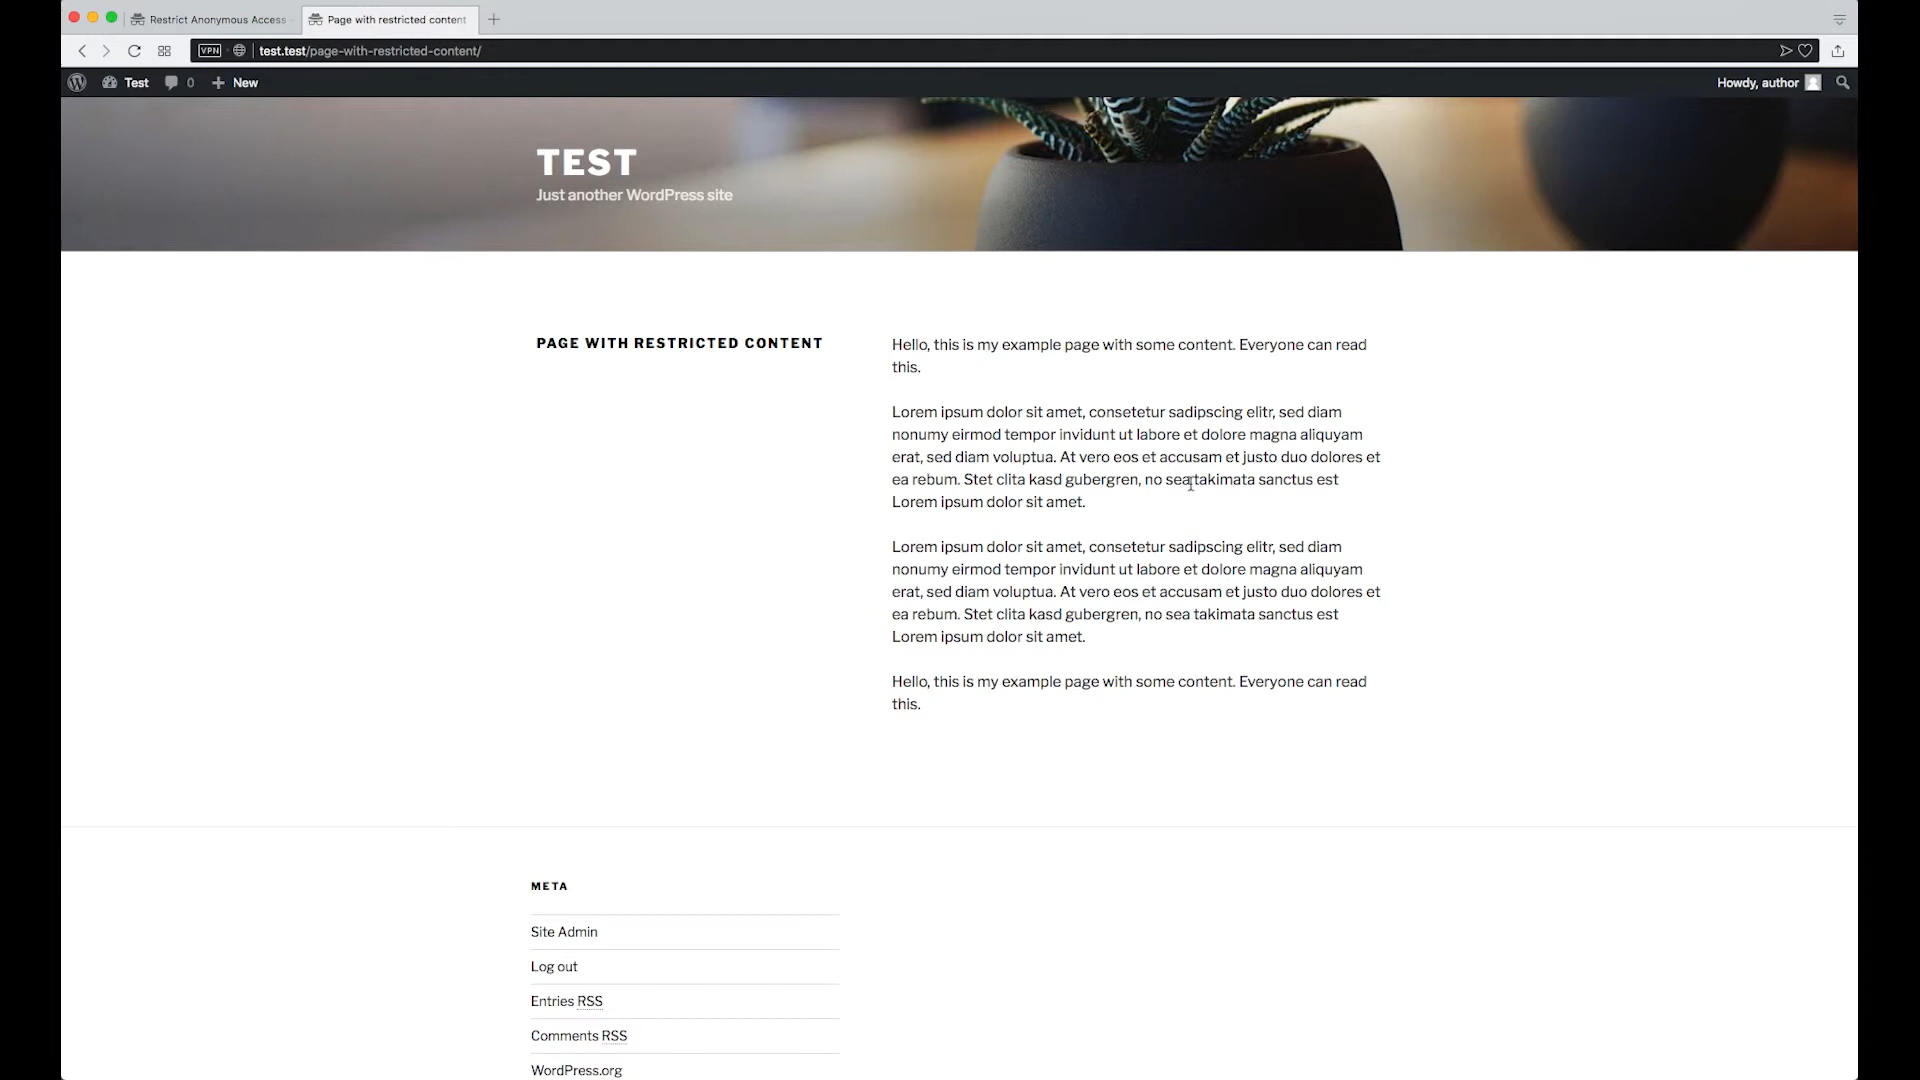 Restrict Anonymous Access
Page with restricted content
VPN
test.test/page-with-restricted-content/
Test
0
New
Howdy, author
TEST
Just another WordPress site
PAGE WITH RESTRICTED CONTENT
Hello, this is my example page with some content. Everyone can read
this.
Lorem ipsum dolor sit amet, consetetur sadipscing elitr, sed diam
nonumy eirmod tempor invidunt ut labore et dolore magna aliquyam
erat, sed diam voluptua. At vero eos et accusam et justo duo dolores et
ea rebum. Stet clita kasd gubergren, no sea takimata sanctus est
Lorem ipsum dolor sit amet.
Lorem ipsum dolor sit amet, consetetur sadipscing elitr, sed diam
nonumy eirmod tempor invidunt ut labore et dolore magna aliquyam
erat, sed diam voluptua. At vero eos et accusam et justo duo dolores et
ea rebum. Stet clita kasd gubergren, no sea takimata sanctus est
Lorem ipsum dolor sit amet.
Hello, this is my example page with some content. Everyone can read
this.
META
Site Admin
Log out
Entries RSS
Comments RSS
WordPress.org